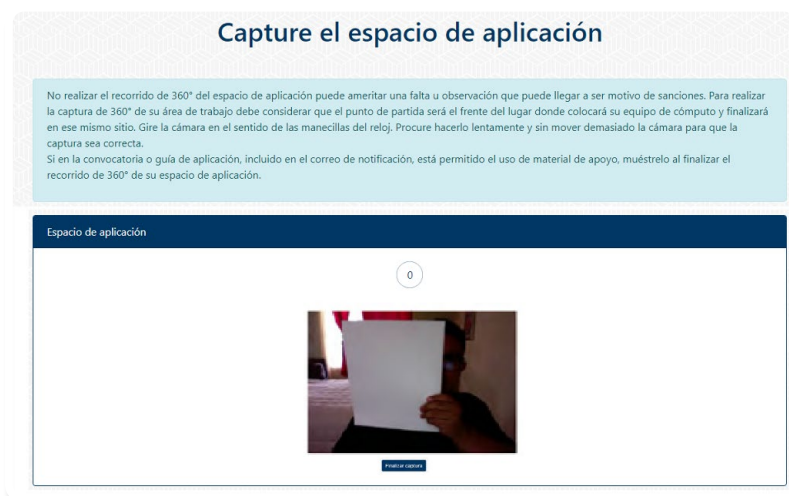 Capture el espacio de aplicación
No realizar el recorrido de 360° del espacio de aplicación puede ameritar una falta u observación que puede llegar a ser motivo de sanciones. Para realizar
la captura de 360° de su área de trabajo debe considerar que el punto de partida será el frente del lugar donde colocará su equipo de cómputo y finalizará
en ese mismo sitio. Gire la cámara en el sentido de las manecillas del reloj. Procure hacerlo lentamente y sin mover demasiado la cámara para que la
captura sea correcta.
Si en la convocatoria o guía de aplicación, incluido en el correo de notificación, está permitido el uso de material de apoyo, muéstrelo al finalizar el
recorrido de 360° de su espacio de aplicación.
Espacio de aplicación
0
Finalizar captura